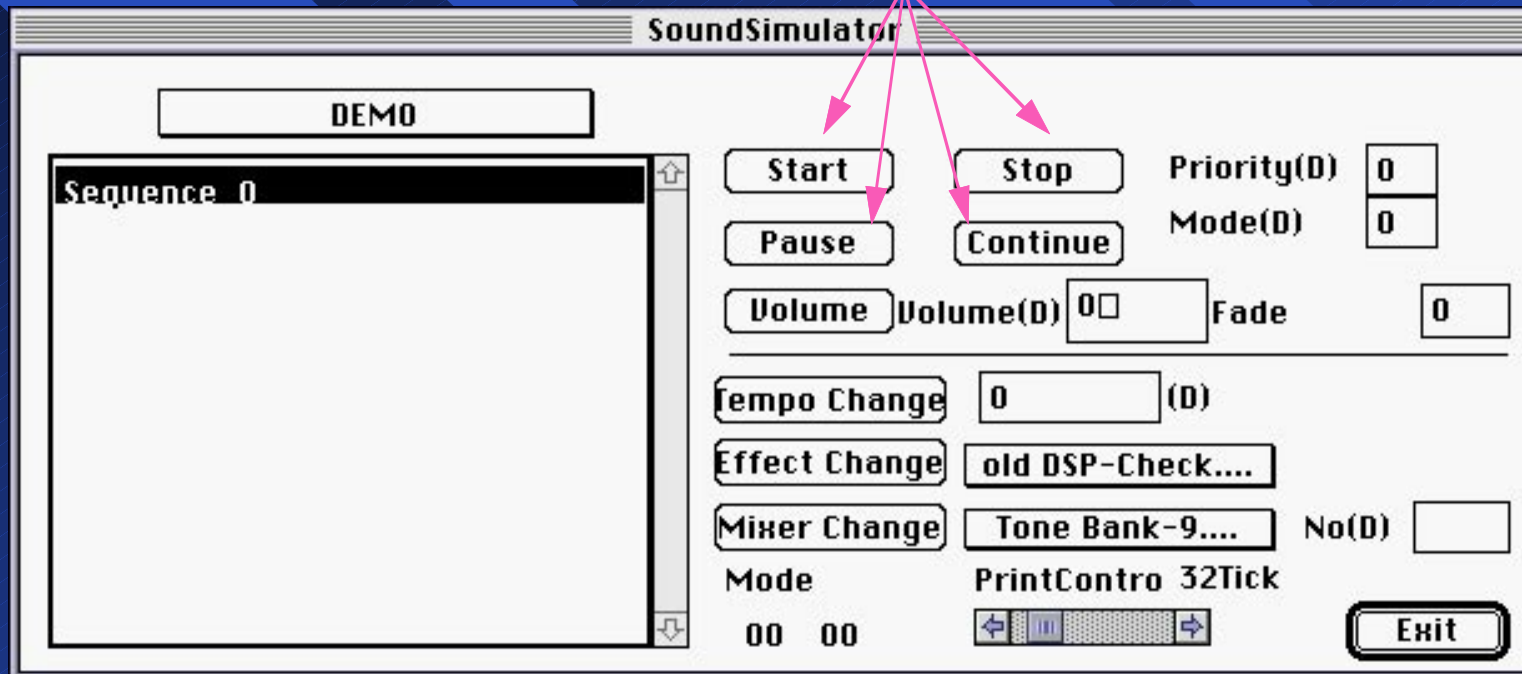 SoundSimulator
DEMO
Sequence 0
Start
Stop
Priority(D) 0
Pause
Continue
Mode(D) 0
Volume
Volume(D) 0
Fade 0
Tempo Change 0 (D)
Effect Change old DSP-Check....
Mixer Change Tone Bank-9.... No(D)
Mode
PrintContro 32Tick
00 00
Exit